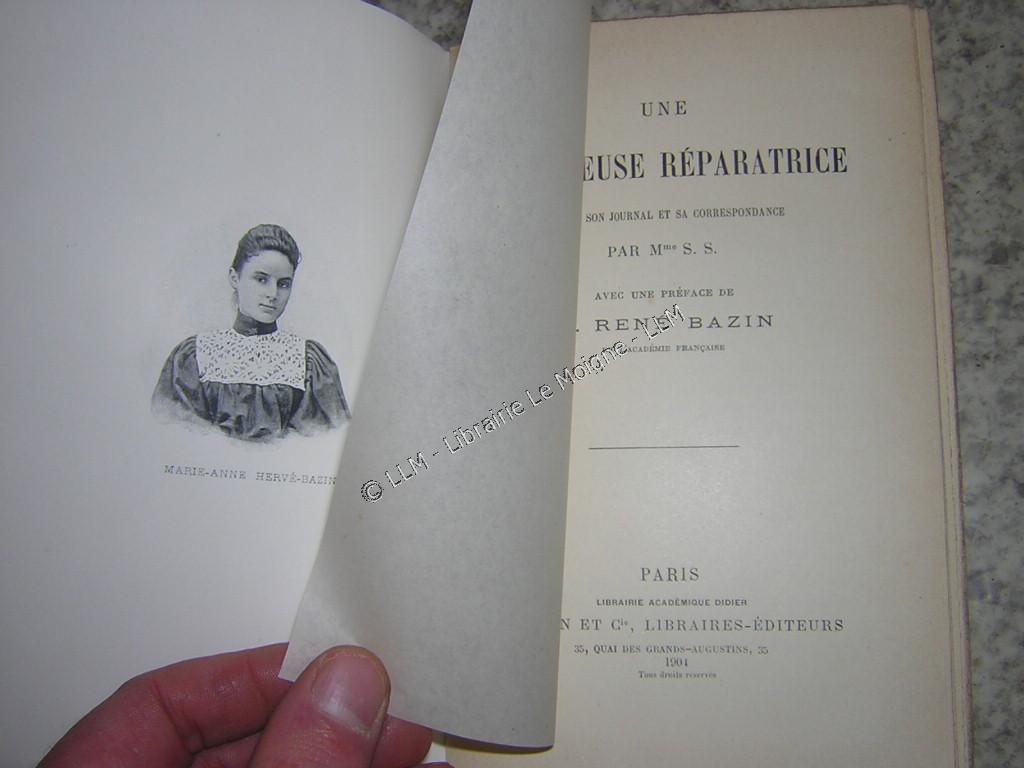 MARIE-ANNE HERVÉ-BAZIN
UNE
EUSE RÉPARATRICE
SON JOURNAL ET SA CORRESPONDANCE
PAR Mme S. S.
AVEC UNE PRÉFACE DE
. RENÉ BAZIN
ACADÉMIE FRANÇAISE
PARIS
LIBRAIRIE ACADÉMIQUE DIDIER
N ET Cie, LIBRAIRES-ÉDITEURS
35, QUAI DES GRANDS-AUGUSTINS, 35
1904
Tous droits réservés
© LLM - Librairie Le Moigne - LLM